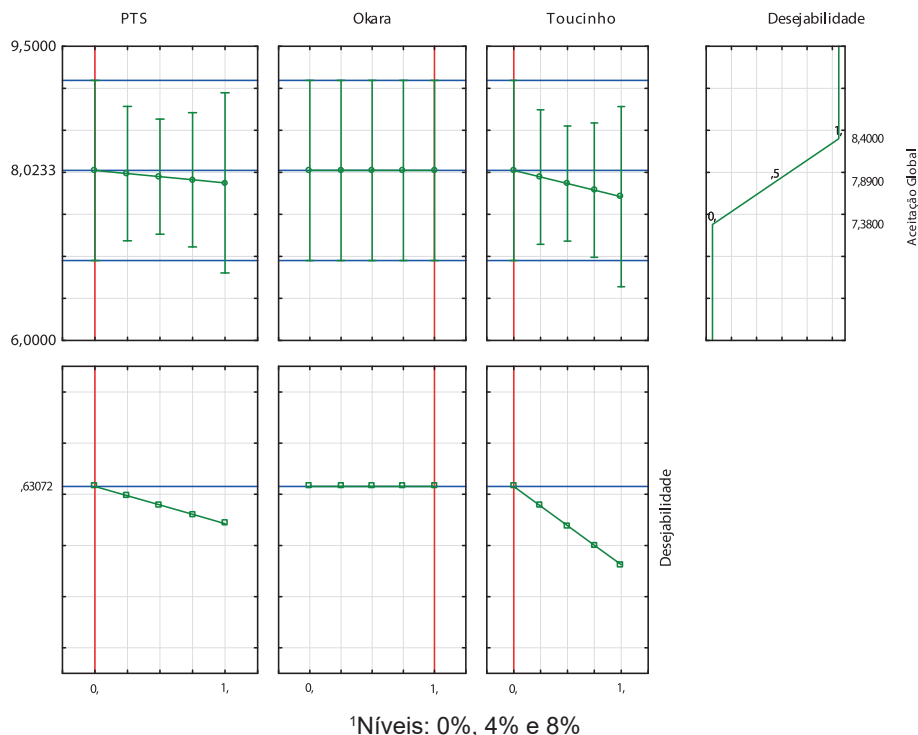 PTS Okara Toucinho Desejabilidade
9,5000
8,0233
6,0000
1,
,5
0,
8,4000
7,8900
7,3800
Aceitação Global
,63072
Desejabilidade
0, 1, 0, 1, 0, 1,
¹Níveis: 0%, 4% e 8%